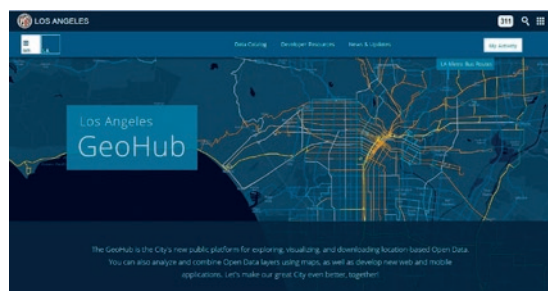 LOS ANGELES
311
LA
Data Catalog Developer Resources News & Updates
My Activity
LA Metro Bus Routes
Los Angeles
GeoHub
The GeoHub is the City's new public platform for exploring, visualizing, and downloading location based Open Data.
You can also analyze and combine Open Data layers using maps, as well as develop new web and mobile
applications. Let's make our great City even better, together!